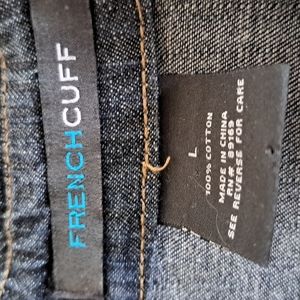 FRENCHCUFF
L
100% COTTON
MADE IN CHINA
RN# 89169
SEE REVERSE FOR CARE